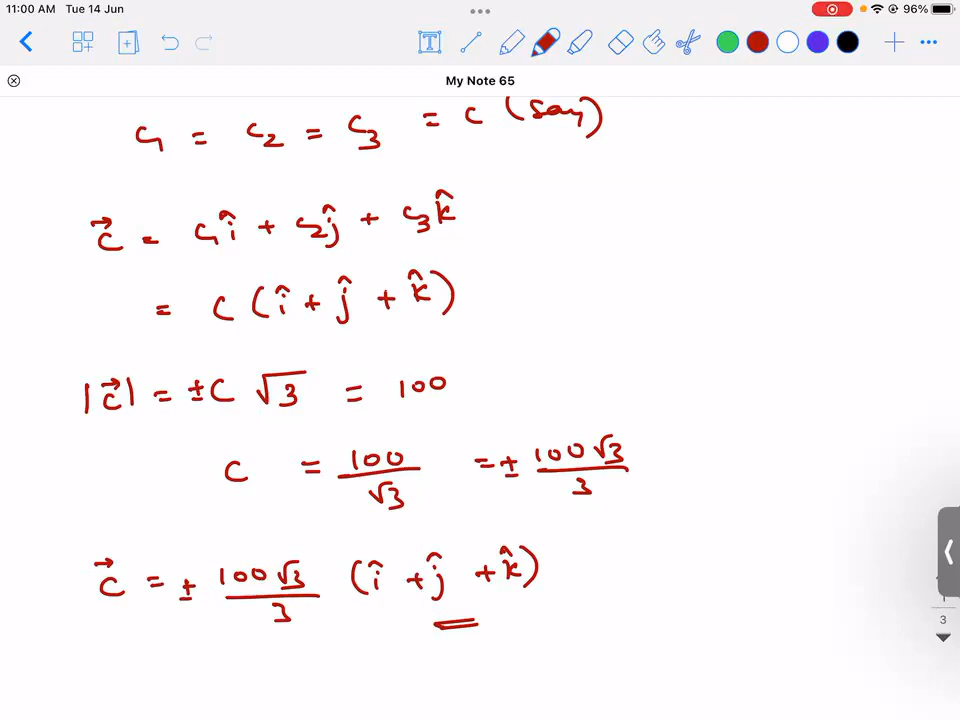 11:00 AM Tue 14 Jun 96%
My Note 65
c₁ = c₂ = c₃ = c (say)
c⃗ = c₁î + c₂ĵ + c₃k̂
= c (î + ĵ + k̂)
|c⃗| = ±c √3 = 100
c = 100/√3 = ± 100√3/3
c⃗ = ± 100√3/3 (î + ĵ + k̂)
3